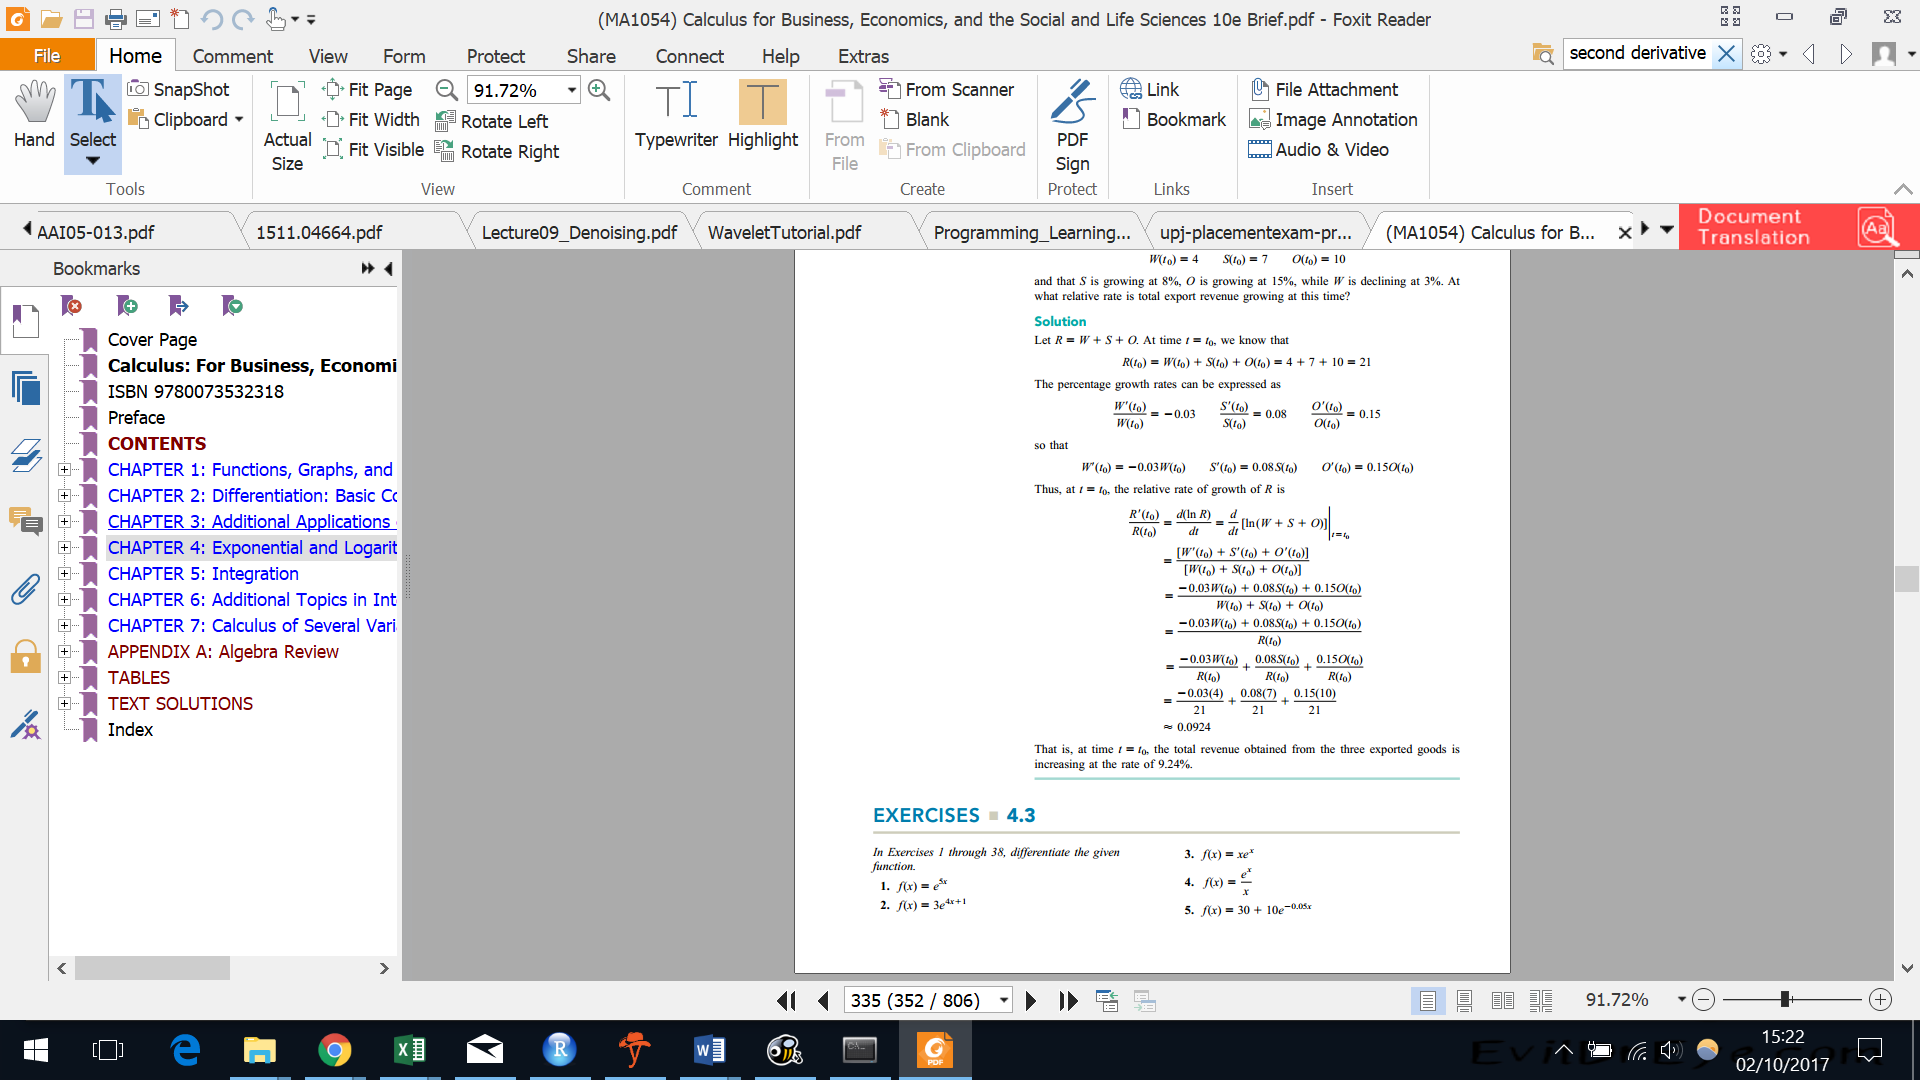 (MA1054) Calculus for Business, Economics, and the Social and Life Sciences 10e Brief.pdf - Foxit Reader
File Home Comment View Form Protect Share Connect Help Extras second derivative
Hand
Select
SnapShot
Clipboard
Tools
Actual Size
Fit Page
Fit Width
Fit Visible
91.72%
Rotate Left
Rotate Right
View
Typewriter
Highlight
Comment
From File
From Scanner
Blank
From Clipboard
Create
PDF Sign
Protect
Link
Bookmark
Links
File Attachment
Image Annotation
Audio & Video
Insert
AAI05-013.pdf 1511.04664.pdf Lecture09_Denoising.pdf WaveletTutorial.pdf Programming_Learning... upj-placementexam-pr... (MA1054) Calculus for B...
Document
Translation
Bookmarks
Cover Page
Calculus: For Business, Economi
ISBN 9780073532318
Preface
CONTENTS
CHAPTER 1: Functions, Graphs, and
CHAPTER 2: Differentiation: Basic Co
CHAPTER 3: Additional Applications
CHAPTER 4: Exponential and Logarit
CHAPTER 5: Integration
CHAPTER 6: Additional Topics in Int
CHAPTER 7: Calculus of Several Vari
APPENDIX A: Algebra Review
TABLES
TEXT SOLUTIONS
Index
W(t₀) = 4 S(t₀) = 7 O(t₀) = 10
and that S is growing at 8%, O is growing at 15%, while W is declining at 3%. At
what relative rate is total export revenue growing at this time?
Solution
Let R = W + S + O. At time t = t₀, we know that
R(t₀) = W(t₀) + S(t₀) + O(t₀) = 4 + 7 + 10 = 21
The percentage growth rates can be expressed as
W′(t₀)/W(t₀) = −0.03 S′(t₀)/S(t₀) = 0.08 O′(t₀)/O(t₀) = 0.15
so that
W′(t₀) = −0.03W(t₀) S′(t₀) = 0.08S(t₀) O′(t₀) = 0.15O(t₀)
Thus, at t = t₀, the relative rate of growth of R is
R′(t₀)/R(t₀) = d(ln R)/dt = d/dt [ln(W + S + O)]|t=t₀
= [W′(t₀) + S′(t₀) + O′(t₀)]/[W(t₀) + S(t₀) + O(t₀)]
= −0.03W(t₀) + 0.08S(t₀) + 0.15O(t₀)/W(t₀) + S(t₀) + O(t₀)
= −0.03W(t₀) + 0.08S(t₀) + 0.15O(t₀)/R(t₀)
= −0.03W(t₀)/R(t₀) + 0.08S(t₀)/R(t₀) + 0.15O(t₀)/R(t₀)
= −0.03(4)/21 + 0.08(7)/21 + 0.15(10)/21
≈ 0.0924
That is, at time t = t₀, the total revenue obtained from the three exported goods is
increasing at the rate of 9.24%.
EXERCISES 4.3
In Exercises 1 through 38, differentiate the given
function.
1. f(x) = e^5x
2. f(x) = 3e^4x+1
3. f(x) = xe^x
4. f(x) = e^x/x
5. f(x) = 30 + 10e^−0.05x
335 (352 / 806)
91.72%
15:22
02/10/2017